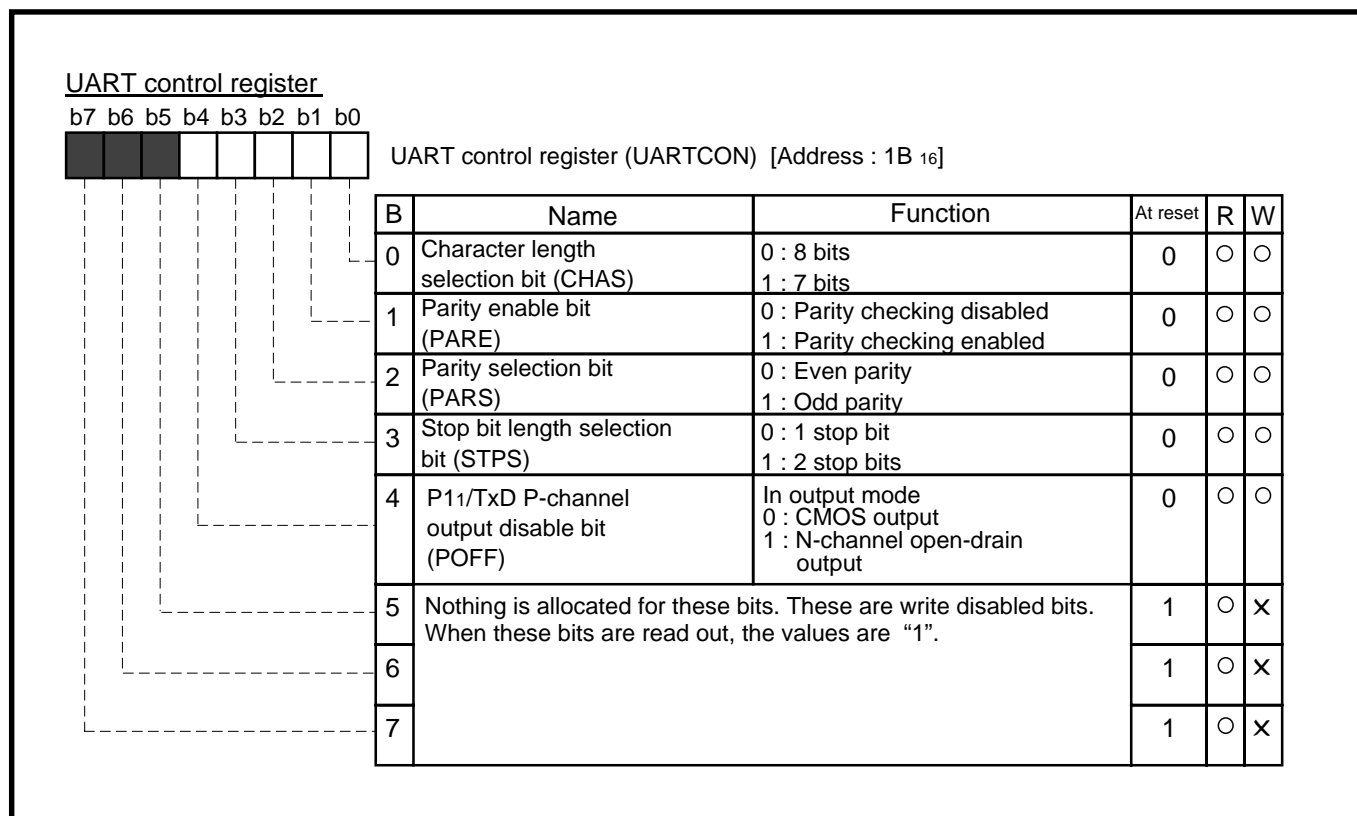 UART control register
b7 b6 b5 b4 b3 b2 b1 b0
UART control register (UARTCON) [Address : 1B 16]
B Name Function At reset R W
0 Character length selection bit (CHAS) 0 : 8 bits 1 : 7 bits 0 ○ ○
1 Parity enable bit (PARE) 0 : Parity checking disabled 1 : Parity checking enabled 0 ○ ○
2 Parity selection bit (PARS) 0 : Even parity 1 : Odd parity 0 ○ ○
3 Stop bit length selection bit (STPS) 0 : 1 stop bit 1 : 2 stop bits 0 ○ ○
4 P11/TxD P-channel output disable bit (POFF) In output mode 0 : CMOS output 1 : N-channel open-drain output 0 ○ ○
5 Nothing is allocated for these bits. These are write disabled bits. When these bits are read out, the values are “1”. 1 ○ ×
6 1 ○ ×
7 1 ○ ×